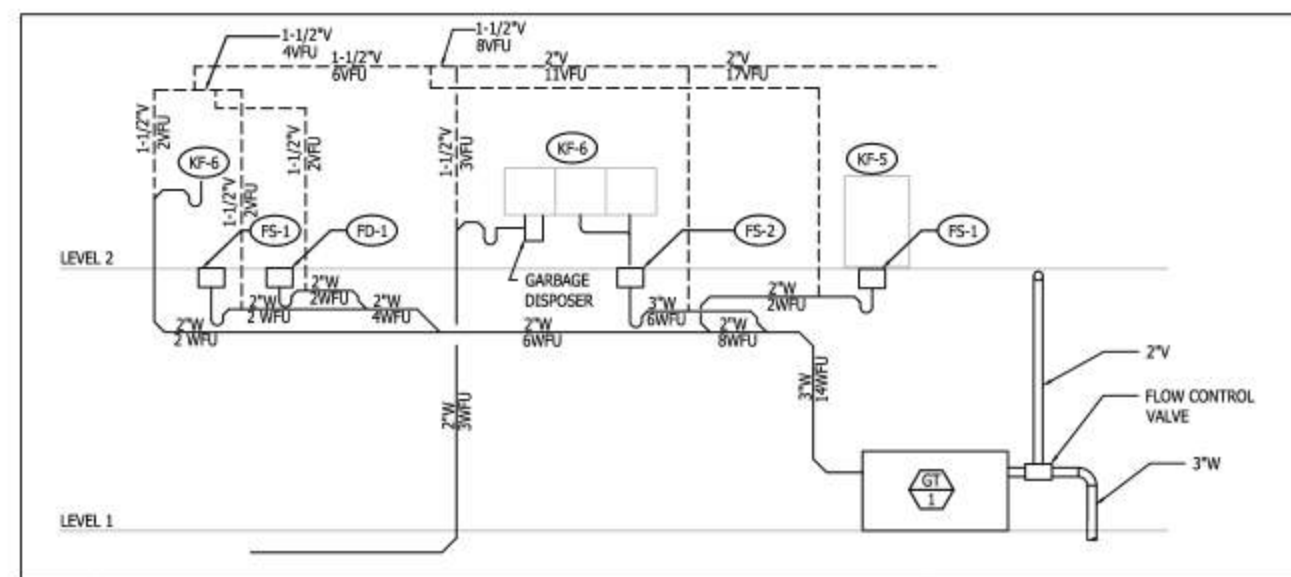 1-1/2"V
4VFU
1-1/2"V
8VFU
1-1/2"V
6VFU
2"V
11VFU
2"V
17VFU
1-1/2"V
2VFU
KF-6
1-1/2"V
2VFU
1-1/2"V
2VFU
1-1/2"V
3VFU
KF-6
KF-5
FS-1
FD-1
FS-2
FS-1
LEVEL 2
GARBAGE
DISPOSER
2"W
2WFU
2"W
2 WFU
2"W
4WFU
3"W
6WFU
2"W
2WFU
2"W
2 WFU
2"W
6WFU
2"W
8WFU
3"W
14WFU
2"V
FLOW CONTROL
VALVE
2"W
3WFU
3"W
GT
1
LEVEL 1